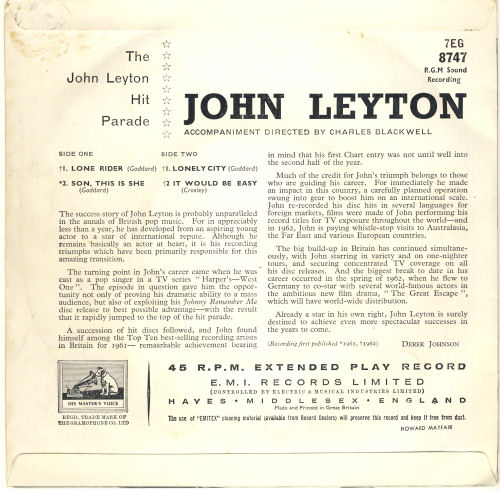 The
John Leyton
Hit
Parade
7EG
8747
R.G.M Sound
Recording
JOHN LEYTON
ACCOMPANIMENT DIRECTED BY CHARLES BLACKWELL
SIDE ONE
†1. LONE RIDER (Goddard)
*2. SON, THIS IS SHE
(Goddard)
SIDE TWO
†1. LONELY CITY (Goddard)
†2 IT WOULD BE EASY
(Crosley)
The success story of John Leyton is probably unparalleled
in the annals of British pop music. For in appreciably
less than a year, he has developed from an aspiring young
actor to a star of international repute. Although he
remains basically an actor at heart, it is his recording
triumphs which have been primarily responsible for this
amazing transition.
The turning point in John's career came when he was
cast as a pop singer in a TV series " Harper's—West
One ". The episode in question gave him the oppor-
tunity not only of proving his dramatic ability to a mass
audience, but also of exploiting his Johnny Remember Me
disc release to best possible advantage—with the result
that it rapidly jumped to the top of the hit parade.
A succession of hit discs followed, and John found
himself among the Top Ten best-selling recording artists
in Britain for 1961— remarkable achievement bearing
in mind that his first Chart entry was not until well into
the second half of the year.
Much of the credit for John's triumph belongs to those
who are guiding his career. For immediately he made
an impact in this country, a carefully planned operation
swung into gear to boost him on an international scale.
John re-recorded his disc hits in several languages for
foreign markets, films were made of John performing his
record titles for TV exposure throughout the world—and
in 1962, John is paying whistle-stop visits to Australasia,
the Far East and various European countries.
The big build-up in Britain has continued simultane-
ously, with John starring in variety and on one-nighter
tours, and securing concentrated TV coverage on all
his disc releases. And the biggest break to date in his
career occurred in the spring of 1962, when he flew to
Germany to co-star with several world-famous actors in
the ambitious new film drama, " The Great Escape ",
which will have world-wide distribution.
Already a star in his own right, John Leyton is surely
destined to achieve even more spectacular successes in
the years to come.
(Recording first published *1961, †1962)
DEREK JOHNSON
HIS MASTER'S VOICE
REGD. TRADE MARK OF
THE GRAMOPHONE CO. LTD
45 R.P.M. EXTENDED PLAY RECORD
E.M.I. RECORDS LIMITED
(CONTROLLED BY ELECTRIC & MUSICAL INDUSTRIES LIMITED)
HAYES • MIDDLESEX • ENGLAND
Made and Printed in Great Britain
The use of "EMITEX" cleaning material (available from Record Dealers) will preserve this record and keep it free from dust.
HOWARD MAYFAIR